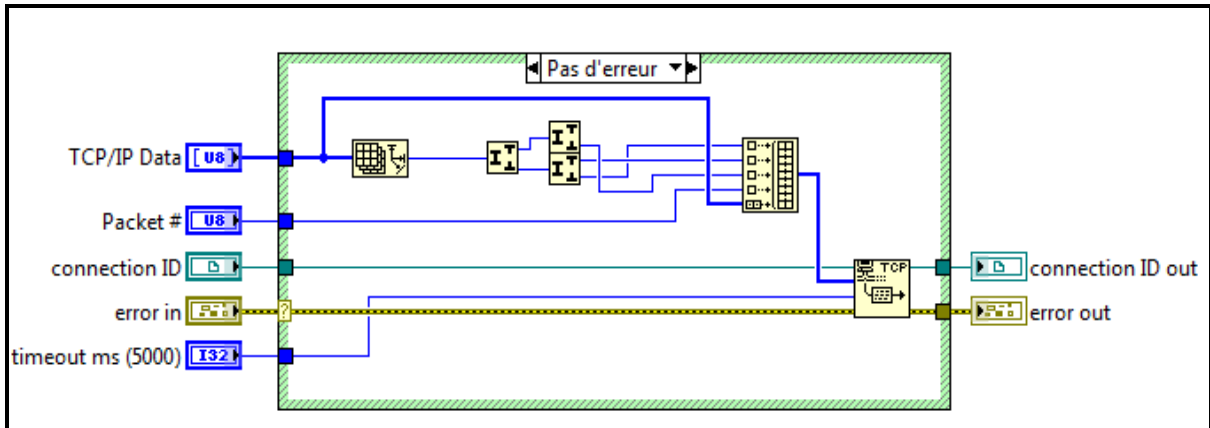 Pas d'erreur
TCP/IP Data
U8
Packet #
U8
connection ID
TCP
connection ID out
error in
error out
timeout ms (5000)
I32
?